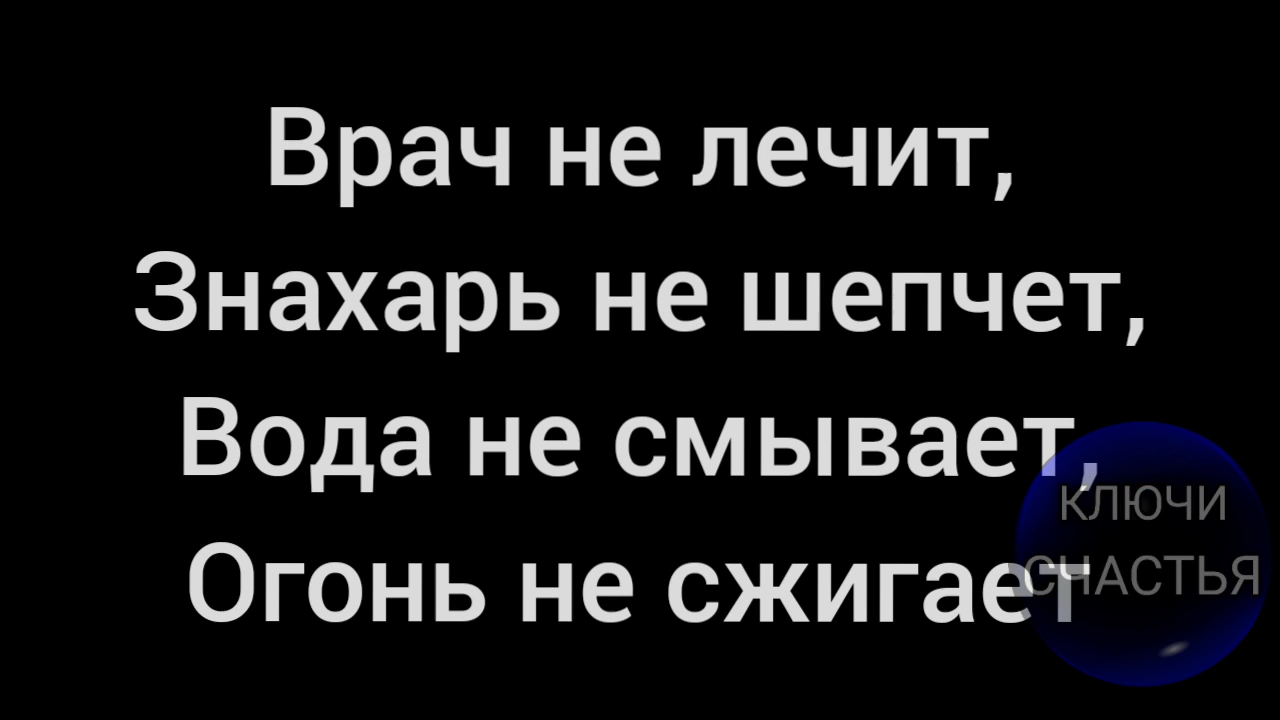 Врач не лечит,
Знахарь не шепчет,
Вода не смывает,
Огонь не сжигает
КЛЮЧИ
СЧАСТЬЯ